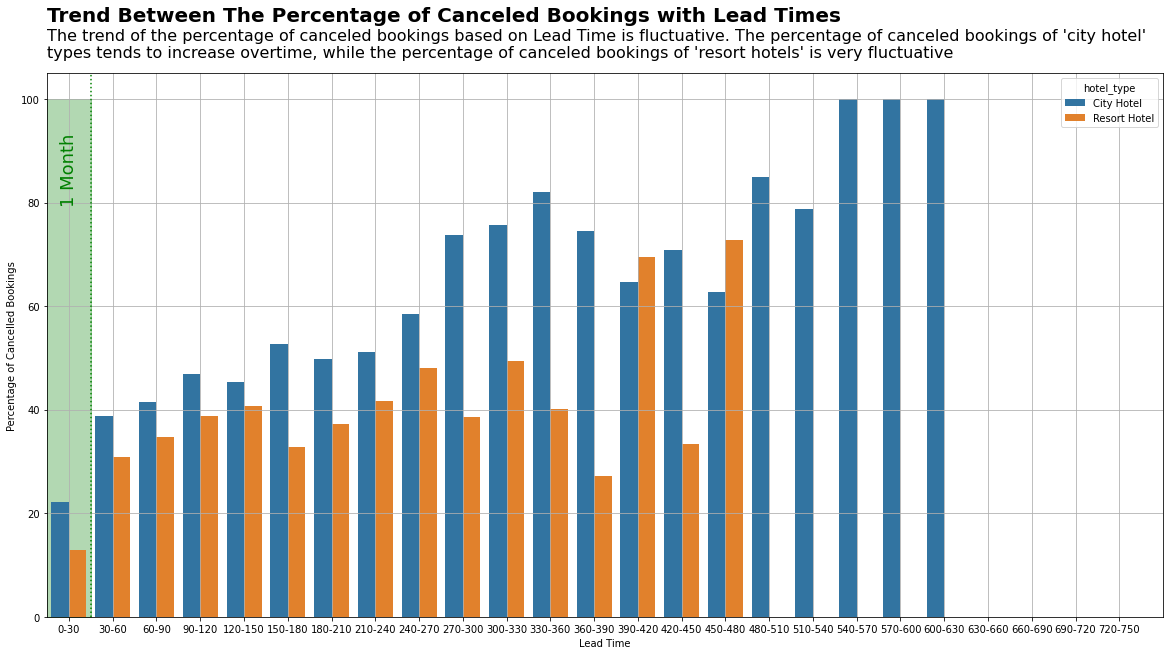 Trend Between The Percentage of Canceled Bookings with Lead Times
The trend of the percentage of canceled bookings based on Lead Time is fluctuative. The percentage of canceled bookings of 'city hotel'
types tends to increase overtime, while the percentage of canceled bookings of 'resort hotels' is very fluctuative
hotel_type
City Hotel
Resort Hotel
1 Month
Percentage of Cancelled Bookings
100
80
60
40
20
0
0-30 30-60 60-90 90-120 120-150 150-180 180-210 210-240 240-270 270-300 300-330 330-360 360-390 390-420 420-450 450-480 480-510 510-540 540-570 570-600 600-630 630-660 660-690 690-720 720-750
Lead Time